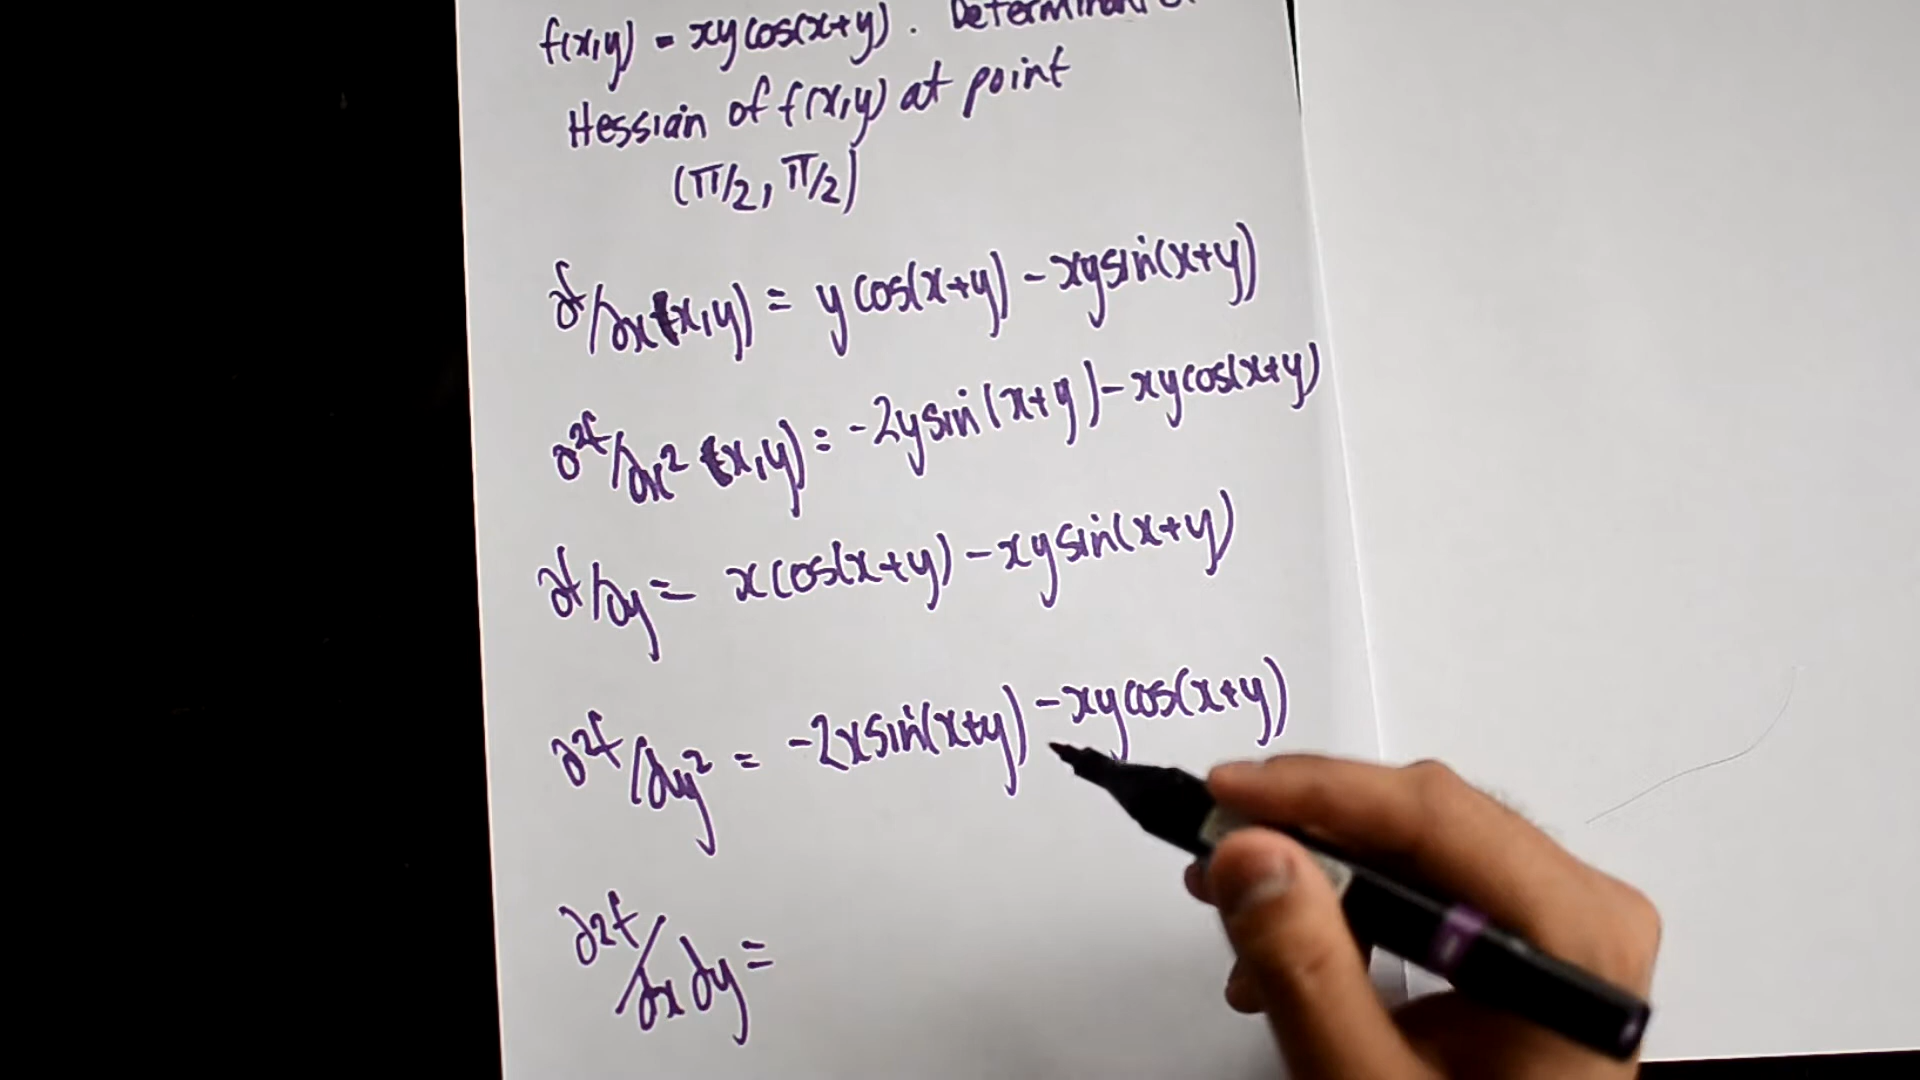 f(x,y) = xy cos(x+y). Determinant of
Hessian of f(x,y) at point
(π/2, π/2)
∂f/∂x (x,y) = y cos(x+y) - xy sin(x+y)
∂²f/∂x² (x,y) = -2y sin(x+y) - xy cos(x+y)
∂f/∂y = x cos(x+y) - xy sin(x+y)
∂²f/∂y² = -2x sin(x+y) - xy cos(x+y)
∂2f/∂x∂y =